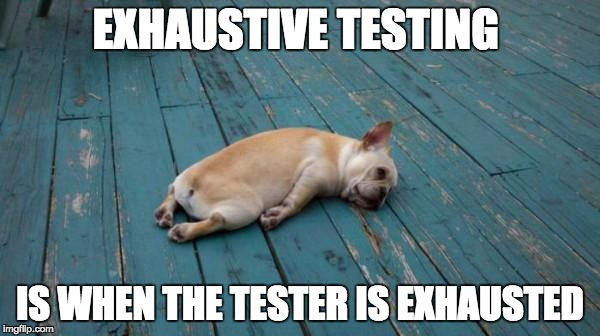 EXHAUSTIVE TESTING
IS WHEN THE TESTER IS EXHAUSTED
imgflip.com